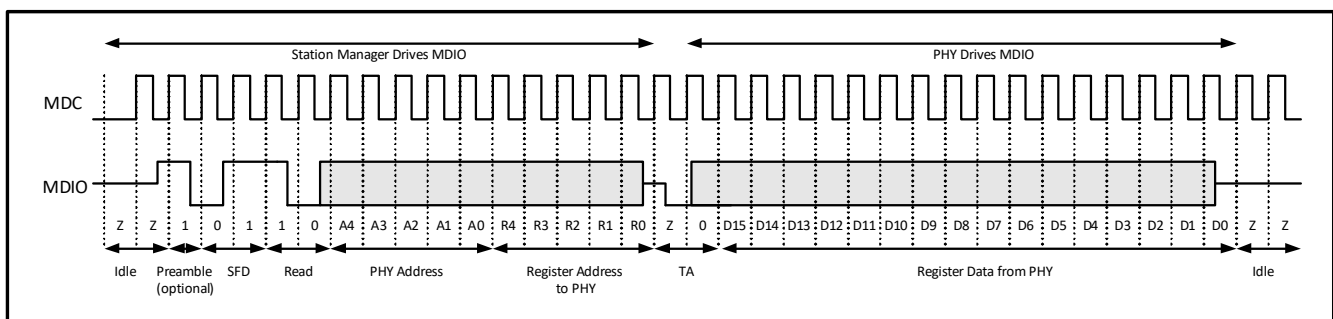 Station Manager Drives MDIO PHY Drives MDIO
MDC
MDIO
Z Z 1 0 1 1 0 A4 A3 A2 A1 A0 R4 R3 R2 R1 R0 Z 0 D15 D14 D13 D12 D11 D10 D9 D8 D7 D6 D5 D4 D3 D2 D1 D0 Z Z
Idle Preamble SFD Read PHY Address Register Address TA Register Data from PHY Idle
(optional) to PHY